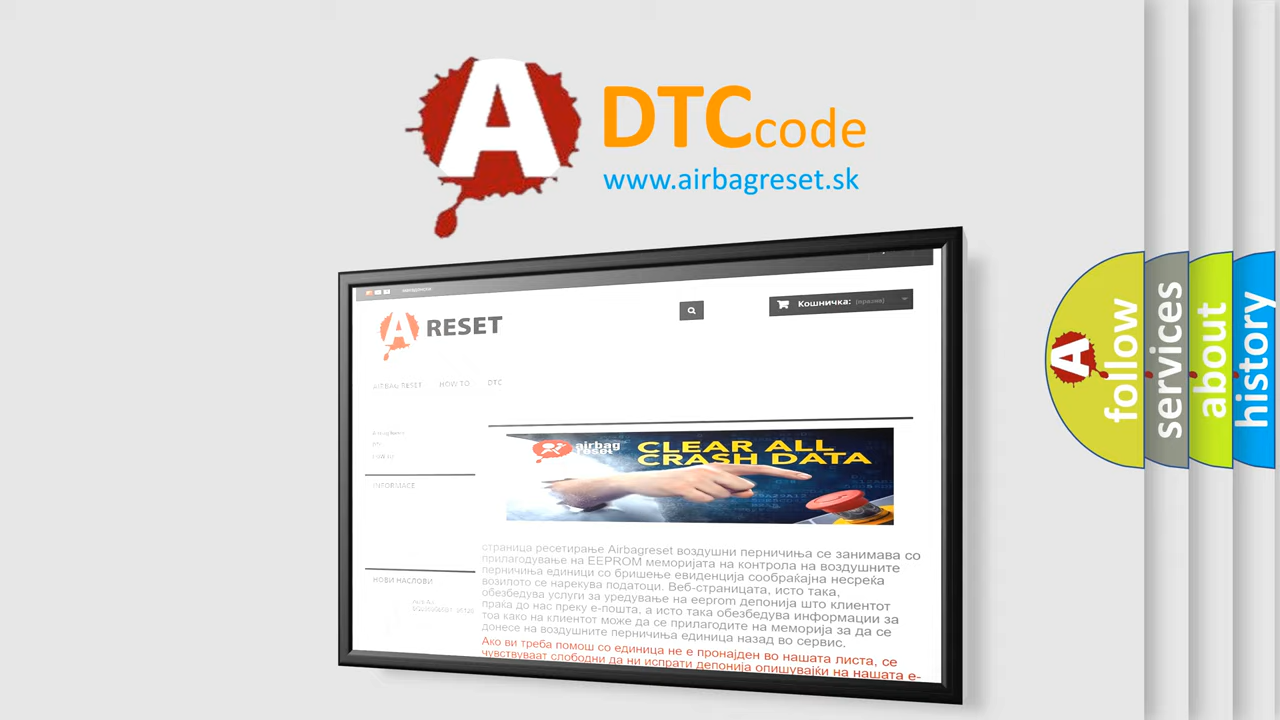 A
DTCcode
www.airbagreset.sk
Кошничка: (празна)
A RESET
AIRBAG RESET HOW TO DTC
airbag
reset
CLEAR ALL
CRASH DATA
INFORMACE
НОВИ НАСЛОВИ
страница ресетирање Airbagreset воздушни перничиња се занимава со
прилагодување на EEPROM меморијата на контрола на воздушните
перничиња единици со бришење евиденција сообраќајна несреќа
возилото се нарекува податоци. Веб-страницата, исто така,
обезбедува услуги за уредување на eeprom депонија што клиентот
праќа до нас преку е-пошта, а исто така обезбедува информации за
тоа како на клиентот може да се прилагодите на меморија за да се
донесе на воздушните перничиња единица назад во сервис.
Ако ви треба помош со единица не е пронајден во нашата листа, се
чувствуваат слободни да ни испрати депонија опишувајќи на нашата е-
A
follow
services
about
history